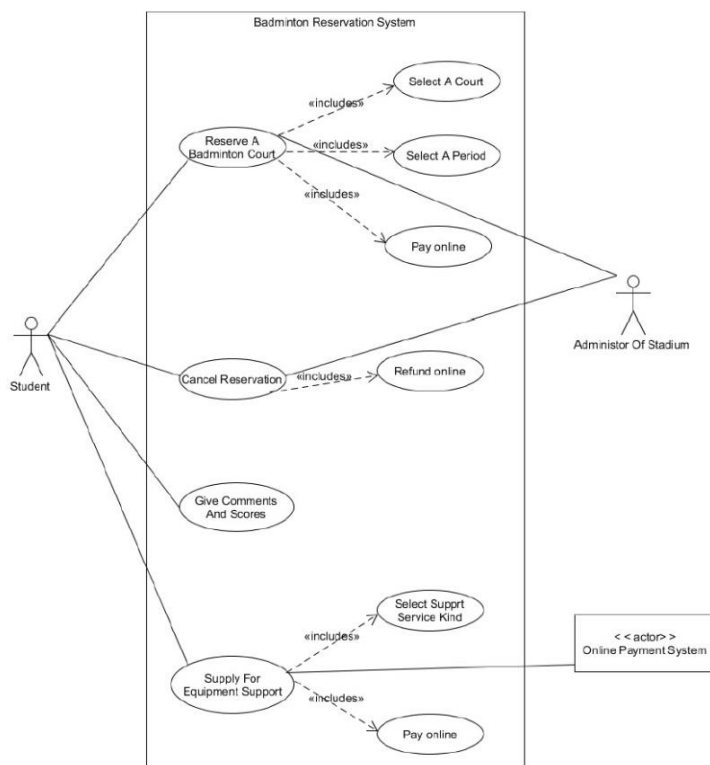 Badminton Reservation System
Select A Court
«includes»
Reserve A
Badminton Court
«includes»
Select A Period
«includes»
Pay online
Student
Administor Of Stadium
Cancel Reservation
«includes»
Refund online
Give Comments
And Scores
Select Supprt
Service Kind
«includes»
< < actor> >
Online Payment System
Supply For
Equipment Support
«includes»
Pay online